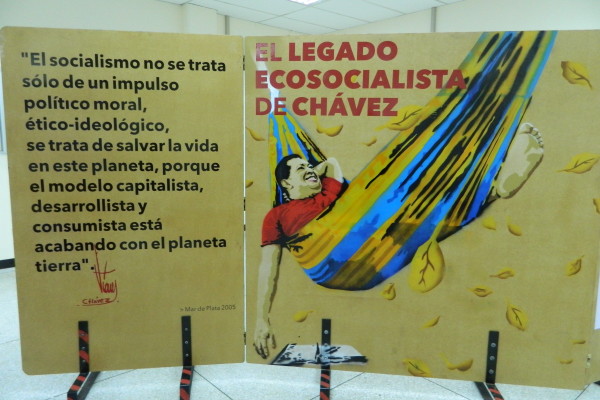 "El socialismo no se trata
sólo de un impulso
político moral,
ético-ideológico,
se trata de salvar la vida
en este planeta, porque
el modelo capitalista,
desarrollista y
consumista está
acabando con el planeta
tierra".
CHÁVEZ
» Mar de Plata 2005
EL LEGADO
ECOSOCIALISTA
DE CHÁVEZ